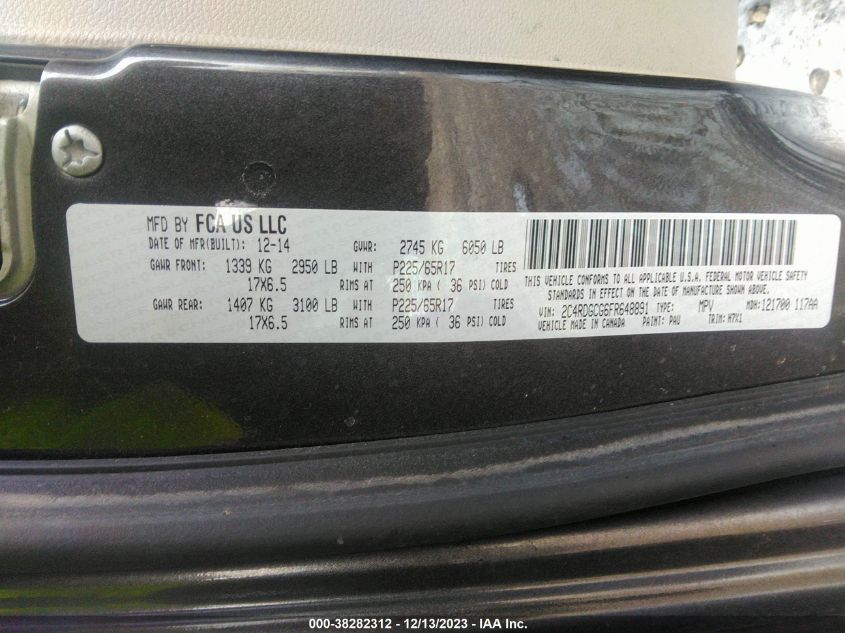 MFD BY FCA US LLC
DATE OF MFR(BUILT): 12-14 GVWR: 2745 KG 6050 LB
GAWR FRONT: 1339 KG 2950 LB WITH P225/65R17 TIRES
17X6.5 RIMS AT 250 KPA ( 36 PSI) COLD
GAWR REAR: 1407 KG 3100 LB WITH P225/65R17 TIRES
17X6.5 RIMS AT 250 KPA ( 36 PSI) COLD
THIS VEHICLE CONFORMS TO ALL APPLICABLE U.S.A. FEDERAL MOTOR VEHICLE SAFETY
STANDARDS IN EFFECT ON THE DATE OF MANUFACTURE SHOWN ABOVE.
VIN: 2C4RDGCG6FR648891 TYPE: MPV MDH: 121700 117AA
VEHICLE MADE IN CANADA PAINT: PAU TRIM: H7X1
000-38282312 - 12/13/2023 - IAA Inc.